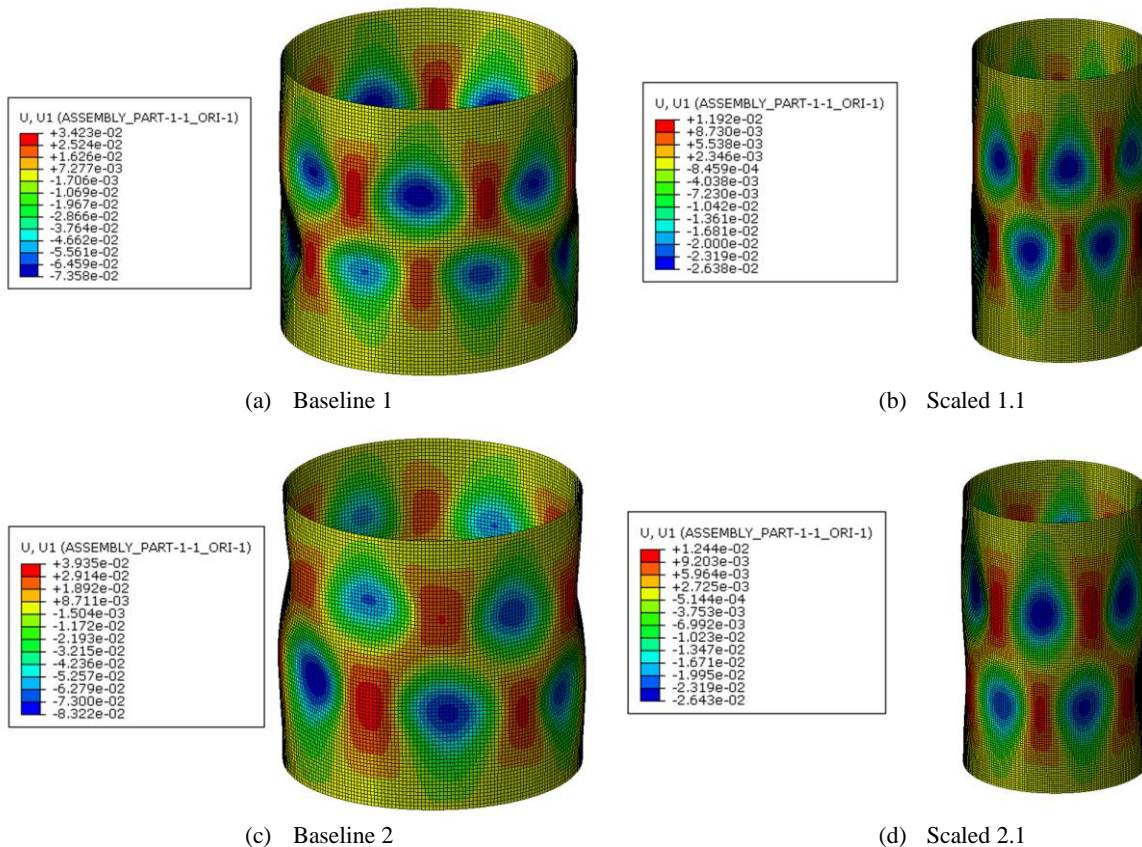 U, U1 (ASSEMBLY_PART-1-1_ORI-1)
+3.423e-02
+2.524e-02
+1.626e-02
+7.277e-03
-1.706e-03
-1.069e-02
-1.967e-02
-2.866e-02
-3.764e-02
-4.662e-02
-5.561e-02
-6.459e-02
-7.358e-02
U, U1 (ASSEMBLY_PART-1-1_ORI-1)
+1.192e-02
+8.730e-03
+5.538e-03
+2.346e-03
-8.459e-04
-4.038e-03
-7.230e-03
-1.042e-02
-1.361e-02
-1.681e-02
-2.000e-02
-2.319e-02
-2.638e-02
(a) Baseline 1
(b) Scaled 1.1
U, U1 (ASSEMBLY_PART-1-1_ORI-1)
+3.935e-02
+2.914e-02
+1.892e-02
+8.711e-03
-1.504e-03
-1.172e-02
-2.193e-02
-3.215e-02
-4.236e-02
-5.257e-02
-6.279e-02
-7.300e-02
-8.322e-02
U, U1 (ASSEMBLY_PART-1-1_ORI-1)
+1.244e-02
+9.203e-03
+5.964e-03
+2.725e-03
-5.144e-04
-3.753e-03
-6.992e-03
-1.023e-02
-1.347e-02
-1.671e-02
-1.995e-02
-2.319e-02
-2.643e-02
(c) Baseline 2
(d) Scaled 2.1